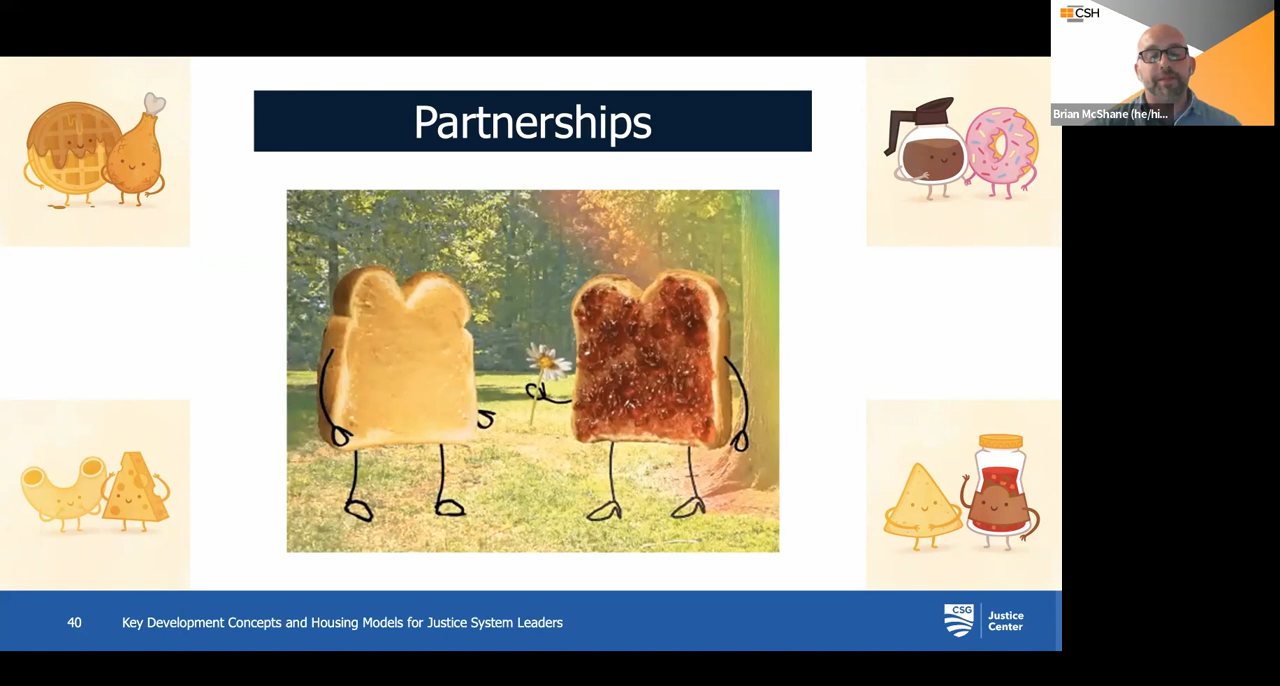 CSH
Brian McShane (he/hi...
Partnerships
40
Key Development Concepts and Housing Models for Justice System Leaders
CSG
Justice
Center